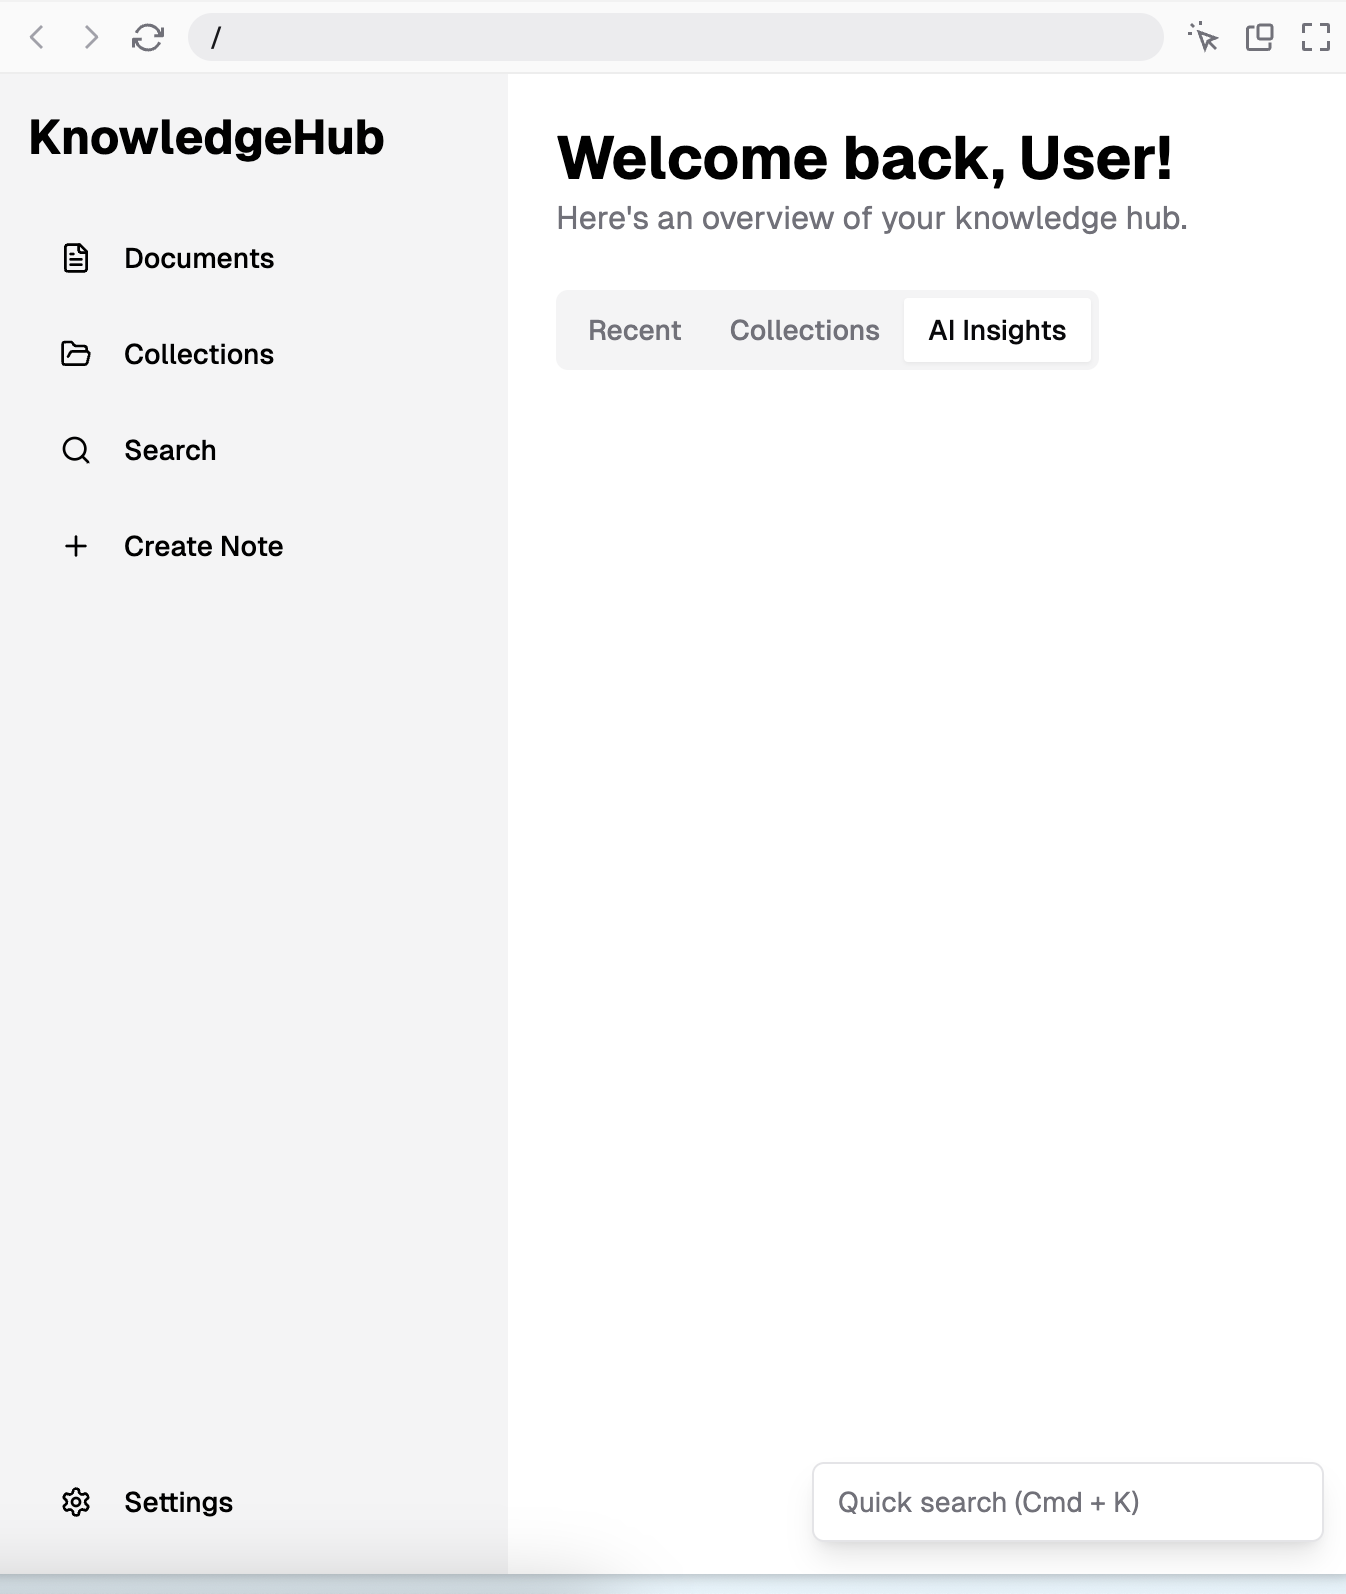 /
KnowledgeHub
Documents
Collections
Search
Create Note
Settings
Welcome back, User!
Here's an overview of your knowledge hub.
Recent Collections AI Insights
Quick search (Cmd + K)